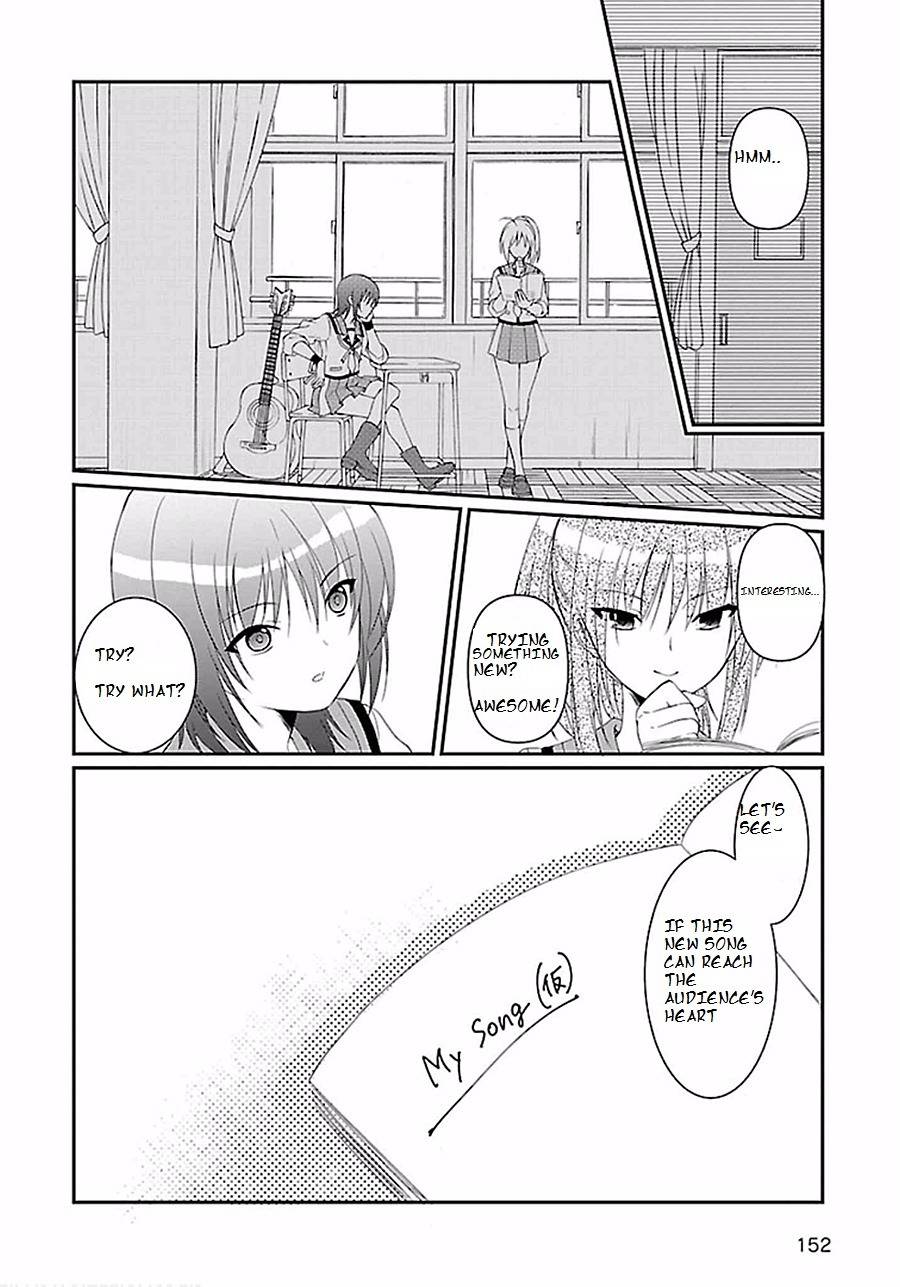 HMM..
INTERESTING...
TRYING
SOMETHING
NEW?
AWESOME!
TRY?
TRY WHAT?
LET'S
SEE~
IF THIS
NEW SONG
CAN REACH
THE
AUDIENCE'S
HEART
My Song (仮)
152